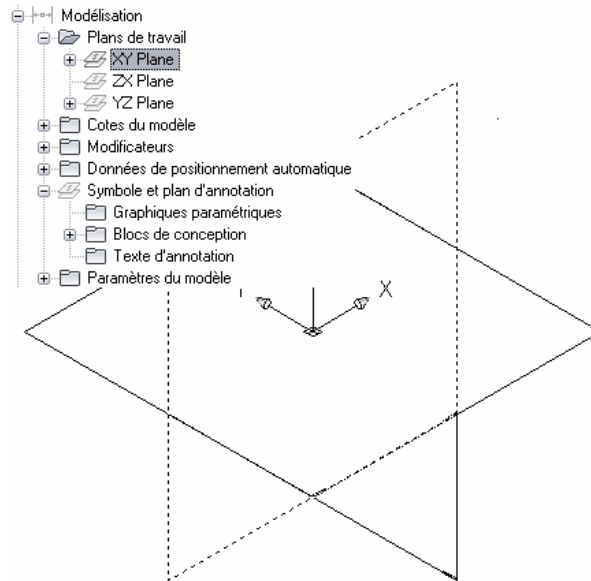 Modélisation
Plans de travail
XY Plane
ZX Plane
YZ Plane
Cotes du modèle
Modificateurs
Données de positionnement automatique
Symbole et plan d'annotation
Graphiques paramétriques
Blocs de conception
Texte d'annotation
Paramètres du modèle
X